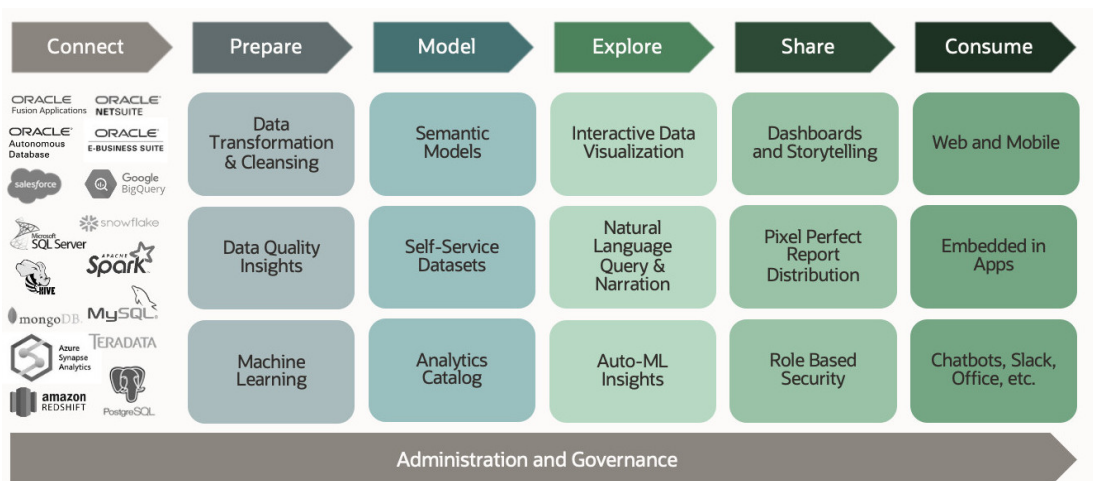 Connect
Prepare
Model
Explore
Share
Consume
ORACLE
Fusion Applications
ORACLE
NETSUITE
ORACLE
Autonomous
Database
ORACLE
E-BUSINESS SUITE
salesforce
Google
BigQuery
Microsoft
SQL Server
snowflake
APACHE
Spark
HIVE
mongoDB
MySQL
Azure
Synapse
Analytics
TERADATA
amazon
REDSHIFT
PostgreSQL
Data
Transformation
& Cleansing
Semantic
Models
Interactive Data
Visualization
Dashboards
and Storytelling
Web and Mobile
Data Quality
Insights
Self-Service
Datasets
Natural
Language
Query &
Narration
Pixel Perfect
Report
Distribution
Embedded in
Apps
Machine
Learning
Analytics
Catalog
Auto-ML
Insights
Role Based
Security
Chatbots, Slack,
Office, etc.
Administration and Governance